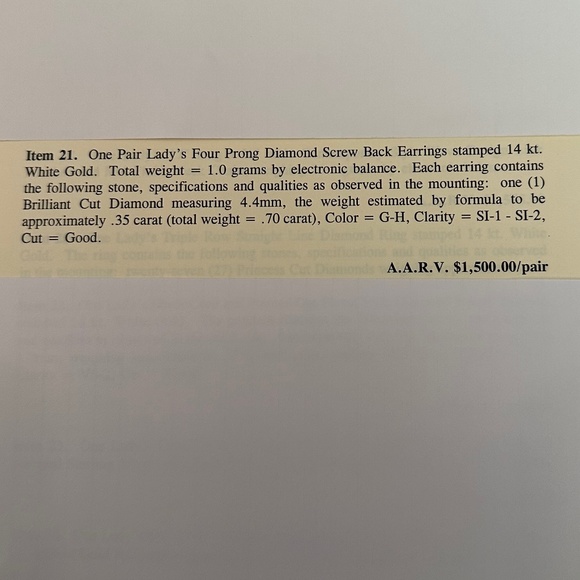 Item 21. One Pair Lady's Four Prong Diamond Screw Back Earrings stamped 14 kt.
White Gold. Total weight = 1.0 grams by electronic balance. Each earring contains
the following stone, specifications and qualities as observed in the mounting: one (1)
Brilliant Cut Diamond measuring 4.4mm, the weight estimated by formula to be
approximately .35 carat (total weight = .70 carat), Color = G-H, Clarity = SI-1 - SI-2,
Cut = Good.
A.A.R.V. $1,500.00/pair